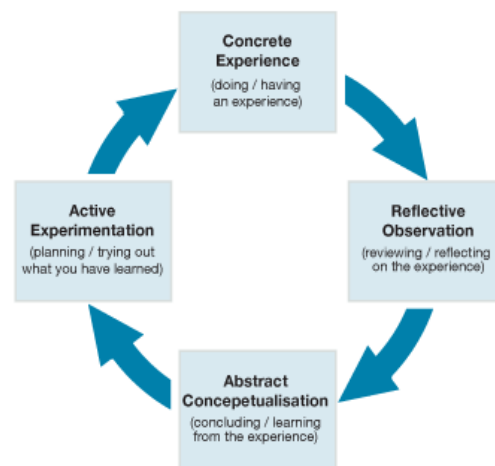 Concrete
Experience
(doing / having
an experience)
Reflective
Observation
(reviewing / reflecting
on the experience)
Abstract
Concepetualisation
(concluding / learning
from the experience)
Active
Experimentation
(planning / trying out
what you have learned)